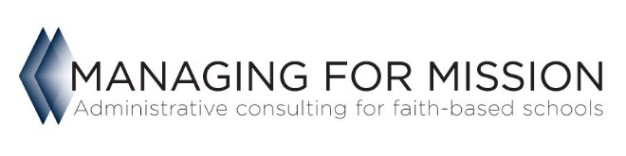 MANAGING FOR MISSION
Administrative consulting for faith-based schools